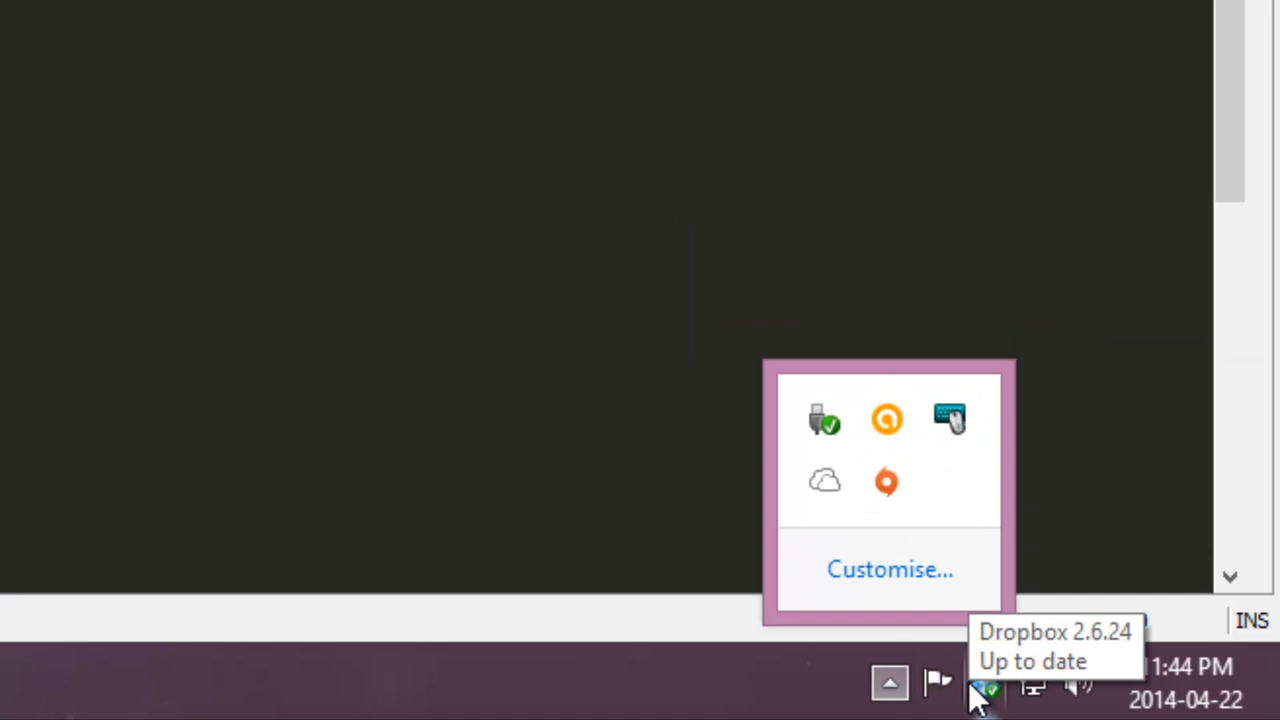 Customise...
INS
Dropbox 2.6.24
Up to date
1:44 PM
2014-04-22